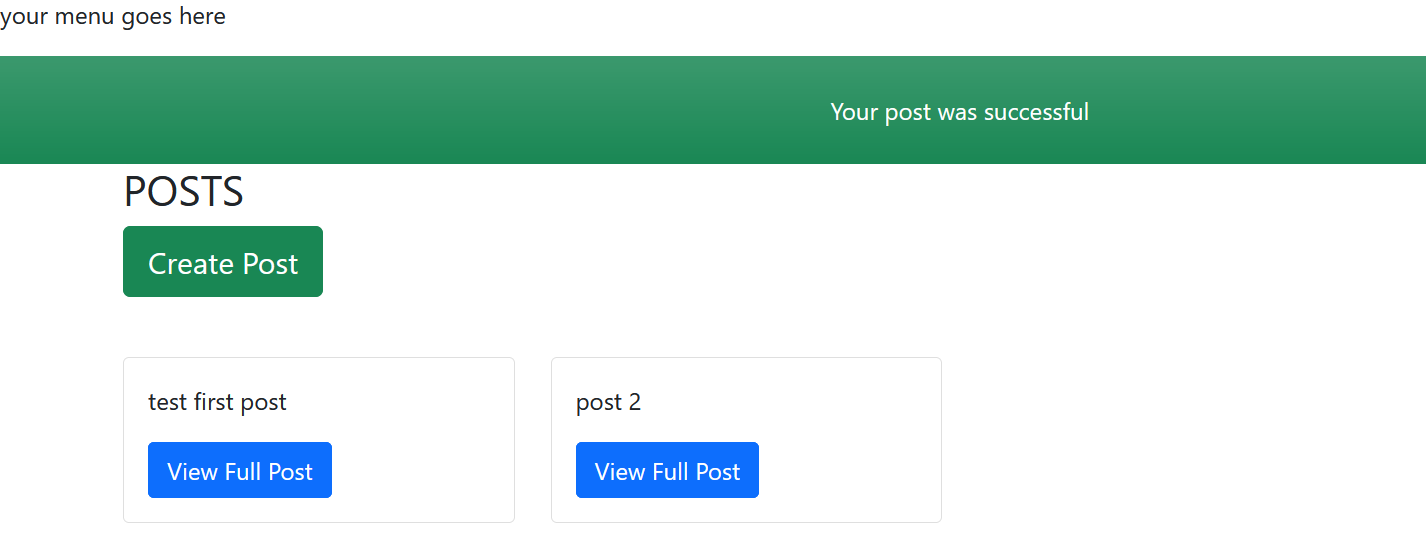 your menu goes here
Your post was successful
POSTS
Create Post
test first post
View Full Post
post 2
View Full Post